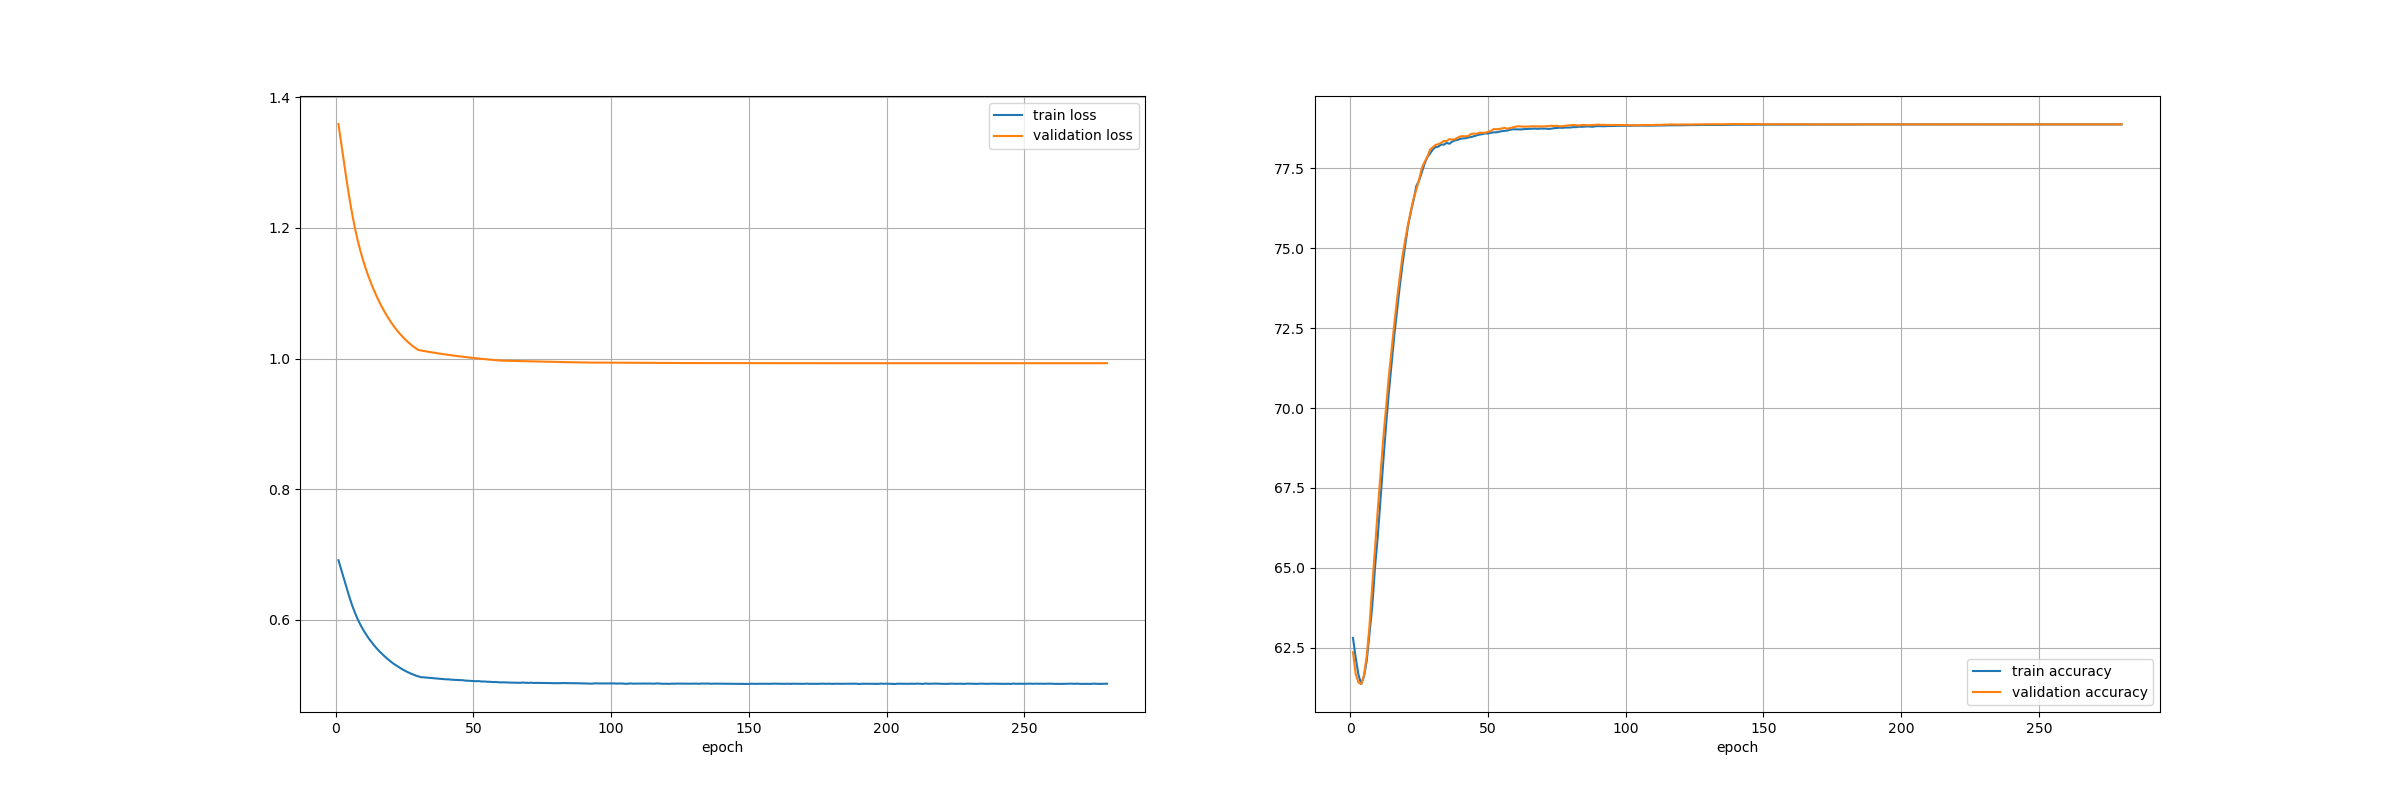 1.4
1.2
1.0
0.8
0.6
0 50 100 150 200 250
epoch
train loss
validation loss
77.5
75.0
72.5
70.0
67.5
65.0
62.5
0 50 100 150 200 250
epoch
train accuracy
validation accuracy